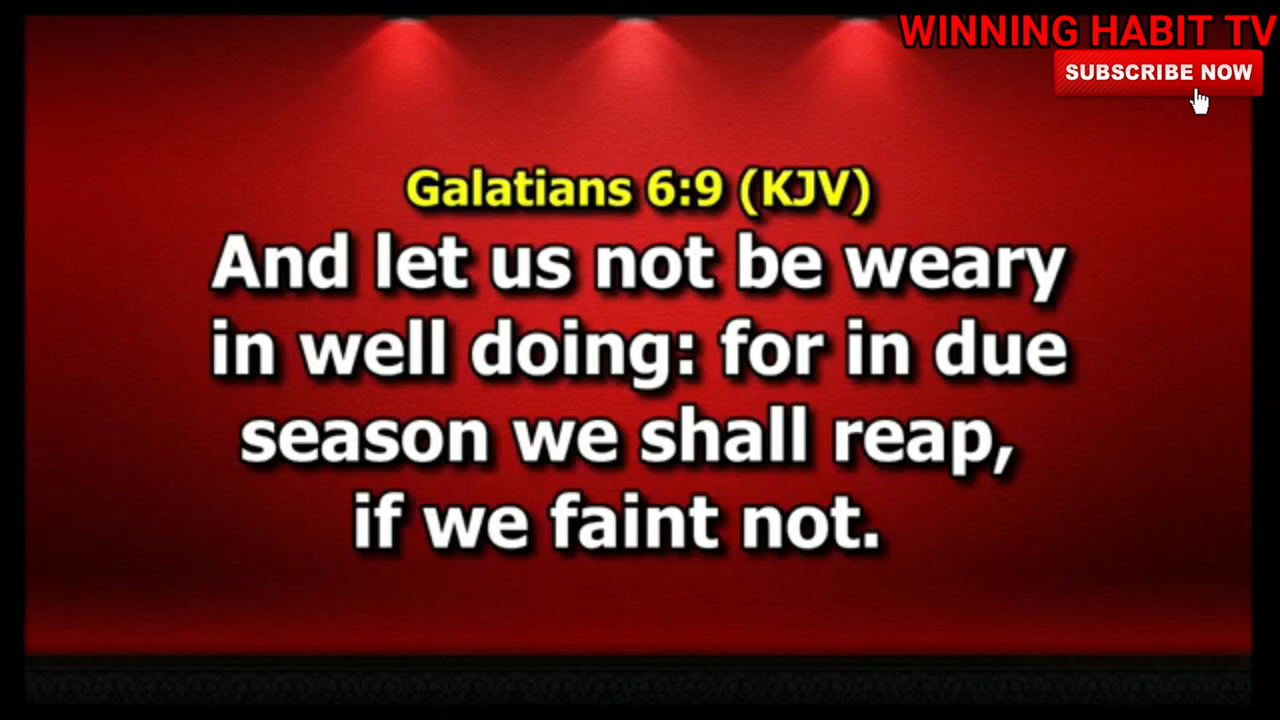 WINNING HABIT TV
SUBSCRIBE NOW
Galatians 6:9 (KJV)
And let us not be weary
in well doing: for in due
season we shall reap,
if we faint not.